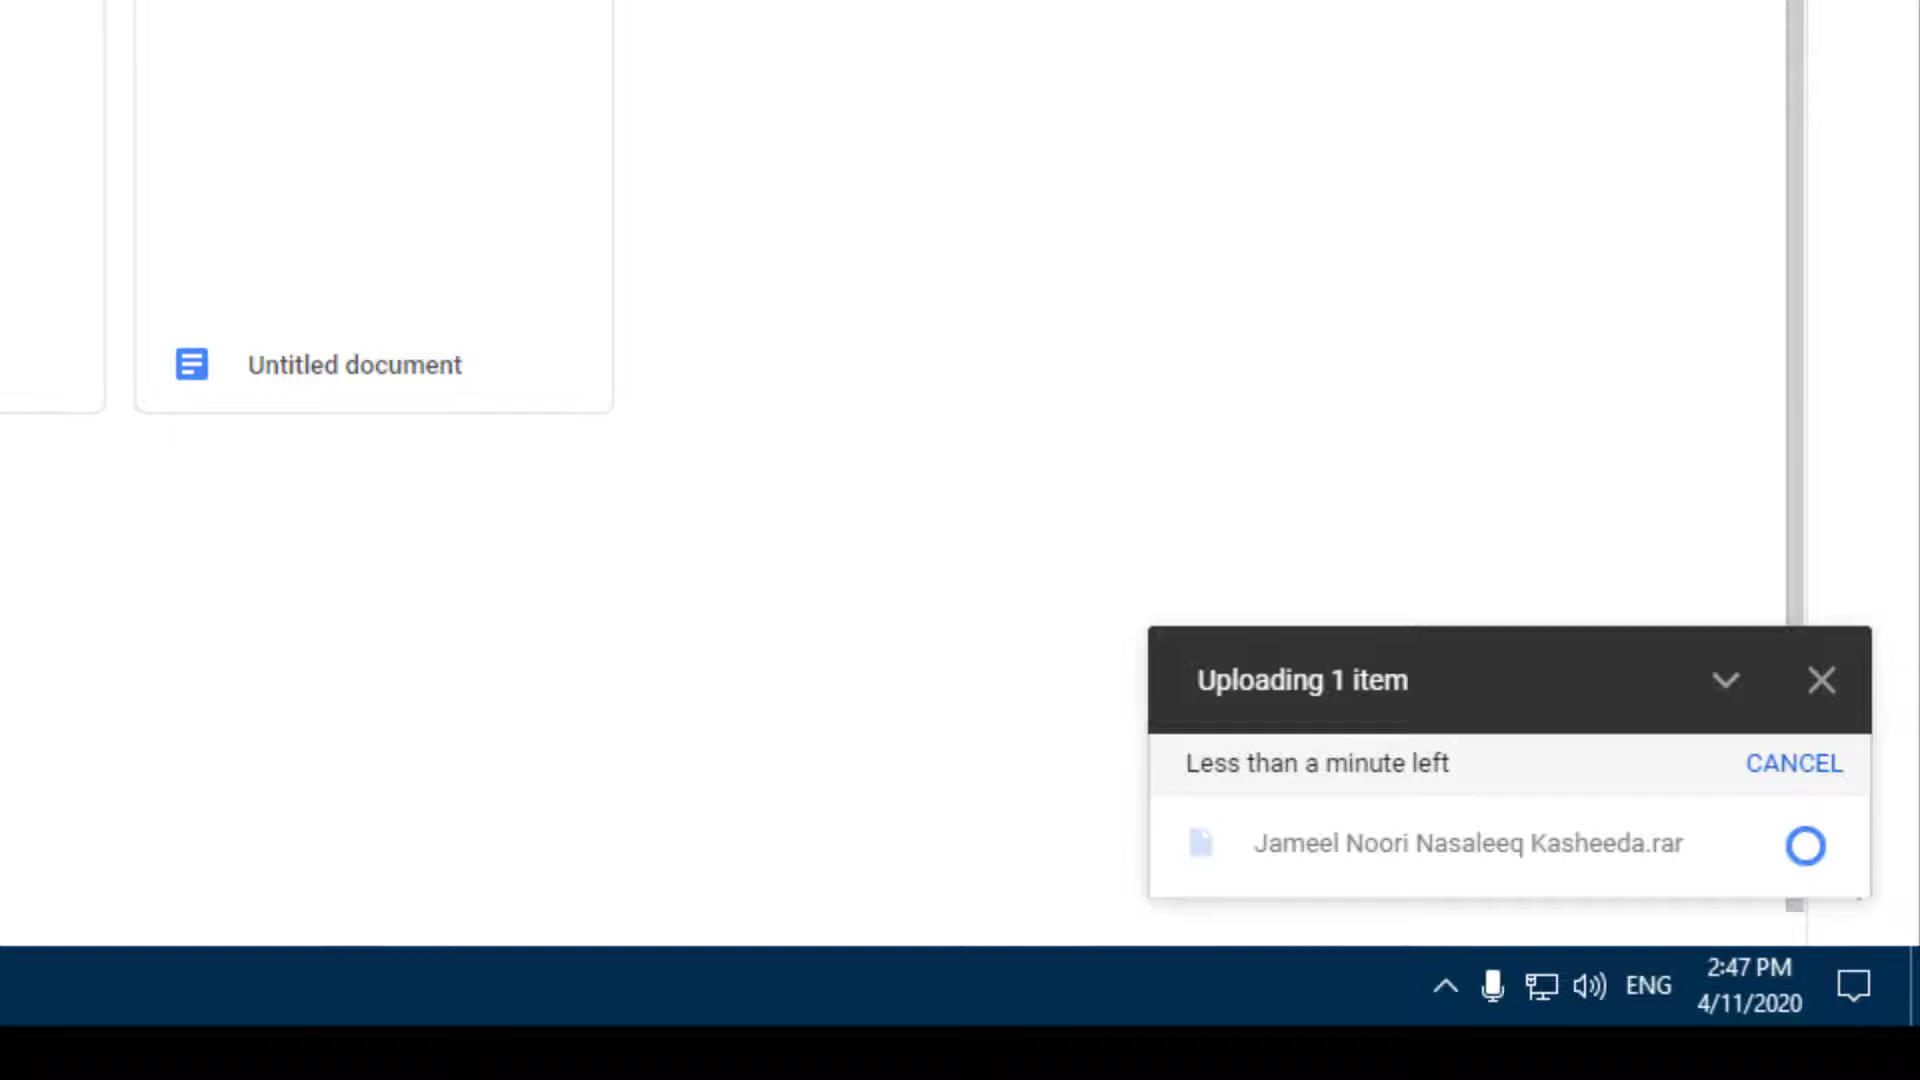 Untitled document
Uploading 1 item
Less than a minute left CANCEL
Jameel Noori Nasaleeq Kasheeda.rar
ENG
2:47 PM
4/11/2020